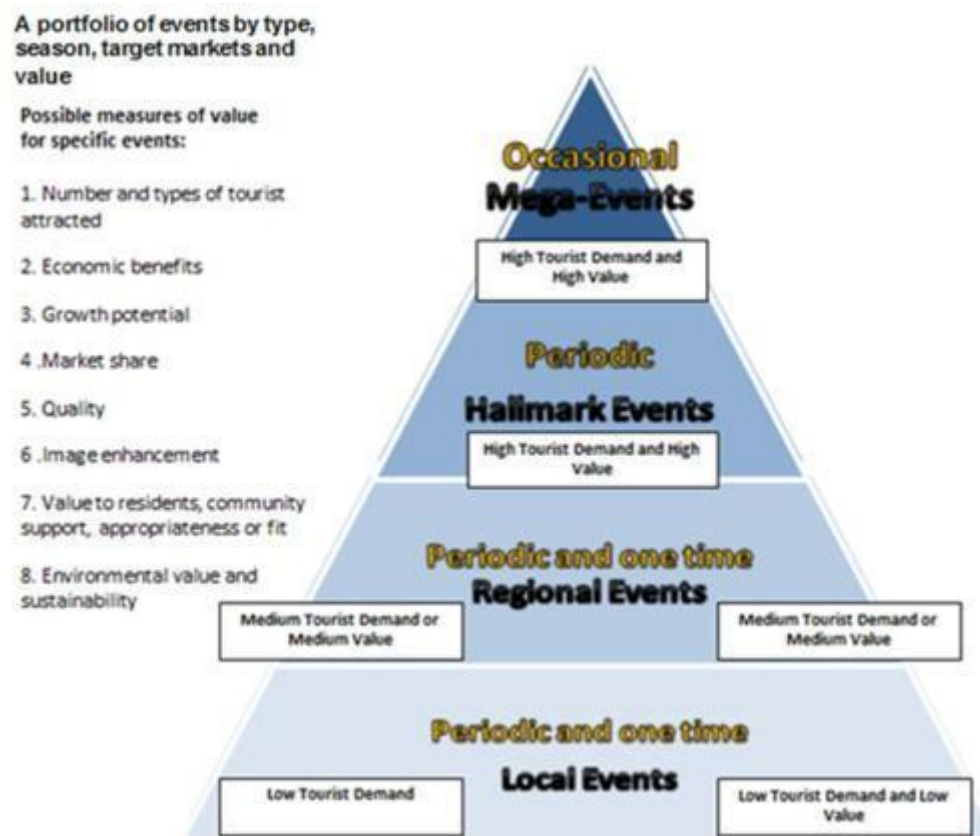 A portfolio of events by type,
season, target markets and
value
Possible measures of value
for specific events:
1. Number and types of tourist
attracted
2. Economic benefits
3. Growth potential
4 .Market share
5. Quality
6 .Image enhancement
7. Value to residents, community
support, appropriateness or fit
8. Environmental value and
sustainability
Occasional
Mega-Events
High Tourist Demand and
High Value
Periodic
Hallmark Events
High Tourist Demand and High
Value
Periodic and one time
Regional Events
Medium Tourist Demand or
Medium Value
Medium Tourist Demand or
Medium Value
Periodic and one time
Local Events
Low Tourist Demand
Low Tourist Demand and Low
Value